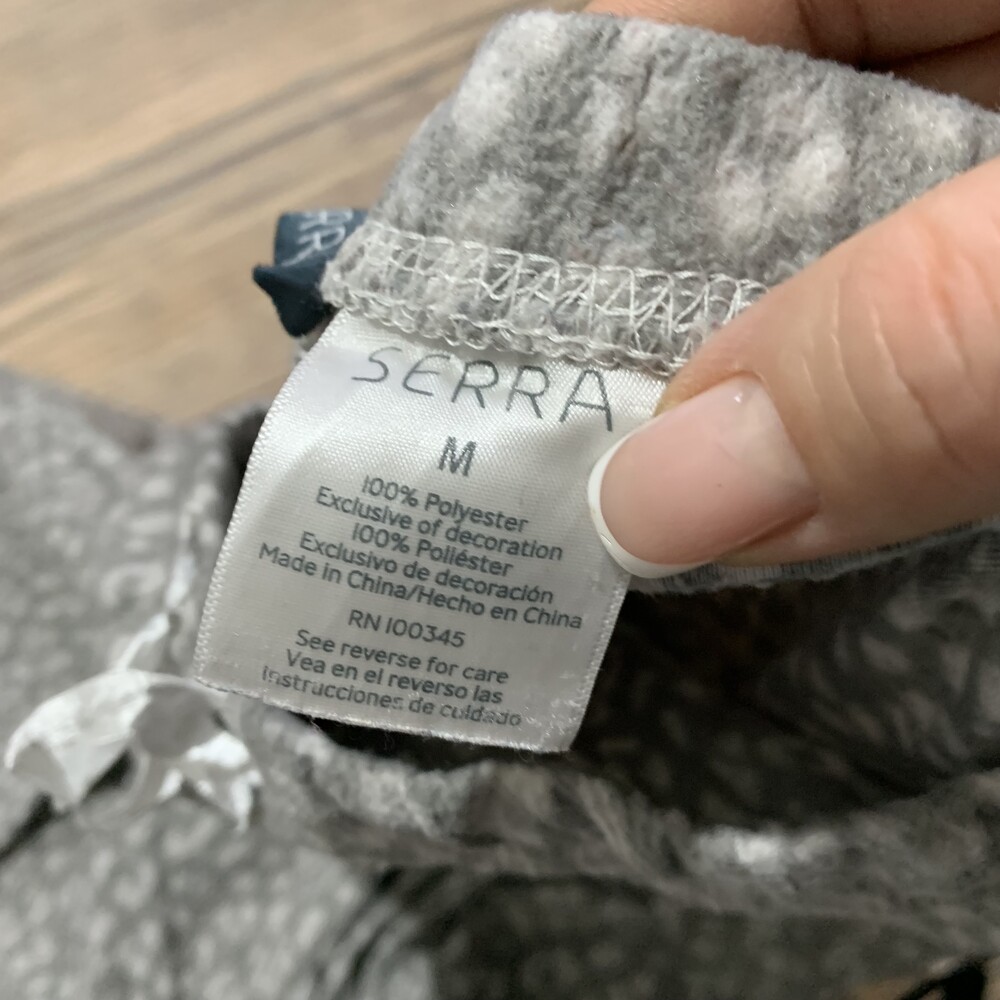 SERRA
M
100% Polyester
Exclusive of decoration
100% Poliéster
Exclusivo de decoración
Made in China/Hecho en China
RN 100345
See reverse for care
Vea en el reverso las
instrucciones de cuidado